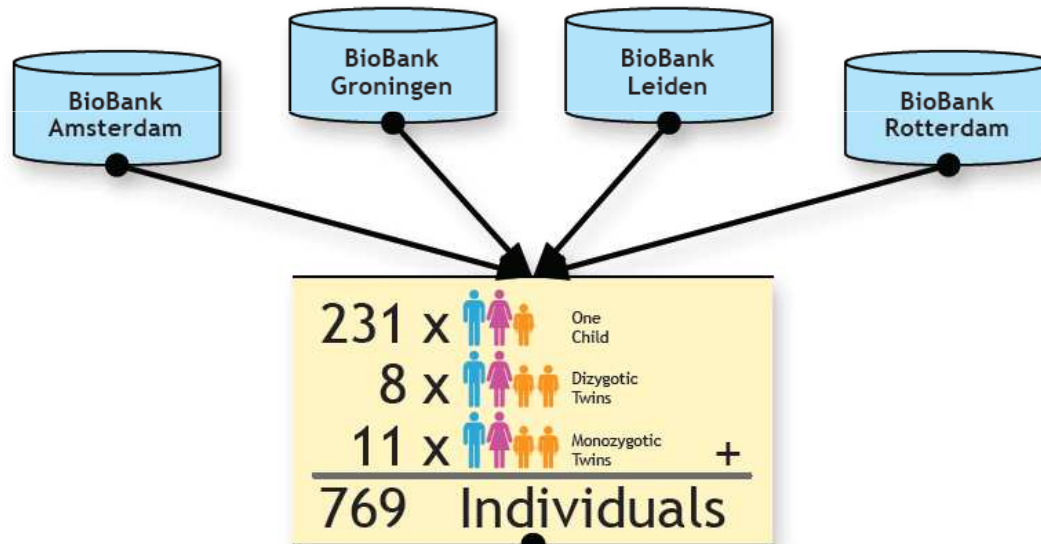 BioBank
Amsterdam
BioBank
Groningen
BioBank
Leiden
BioBank
Rotterdam
231 x
One
Child
8 x
Dizygotic
Twins
11 x
Monozygotic
Twins
+
769 Individuals